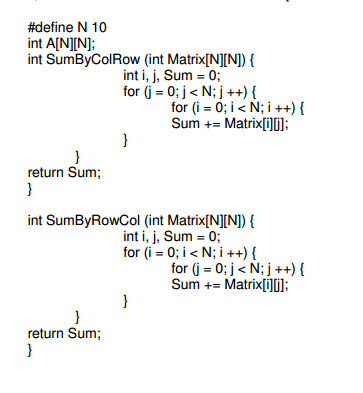 #define N 10
int A[N][N];
int SumByColRow (int Matrix[N][N]) {
int i, j, Sum = 0;
for (j = 0; j < N; j ++) {
for (i = 0; i < N; i ++) {
Sum += Matrix[i][j];
}
}
return Sum;
}
int SumByRowCol (int Matrix[N][N]) {
int i, j, Sum = 0;
for (i = 0; i < N; i ++) {
for (j = 0; j < N; j ++) {
Sum += Matrix[i][j];
}
}
return Sum;
}